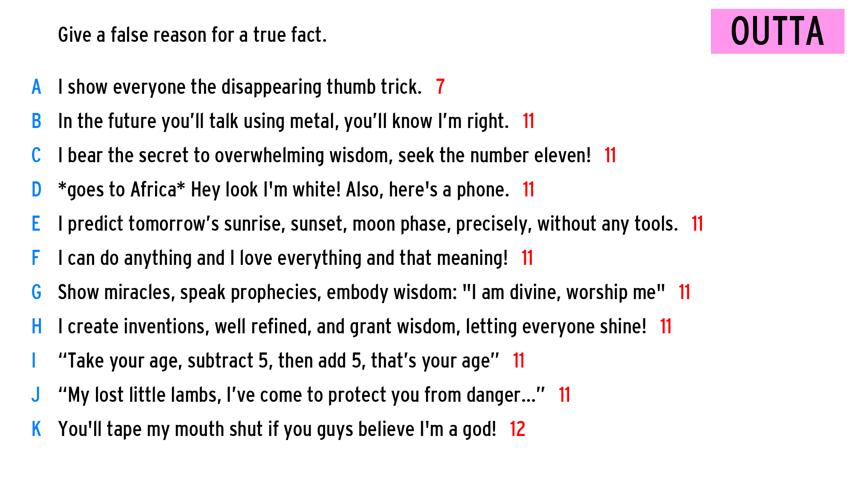 Give a false reason for a true fact.
OUTTA
A I show everyone the disappearing thumb trick. 7
B In the future you’ll talk using metal, you’ll know I’m right. 11
C I bear the secret to overwhelming wisdom, seek the number eleven! 11
D *goes to Africa* Hey look I'm white! Also, here's a phone. 11
E I predict tomorrow’s sunrise, sunset, moon phase, precisely, without any tools. 11
F I can do anything and I love everything and that meaning! 11
G Show miracles, speak prophecies, embody wisdom: "I am divine, worship me" 11
H I create inventions, well refined, and grant wisdom, letting everyone shine! 11
I “Take your age, subtract 5, then add 5, that’s your age” 11
J “My lost little lambs, I’ve come to protect you from danger...” 11
K You'll tape my mouth shut if you guys believe I'm a god! 12